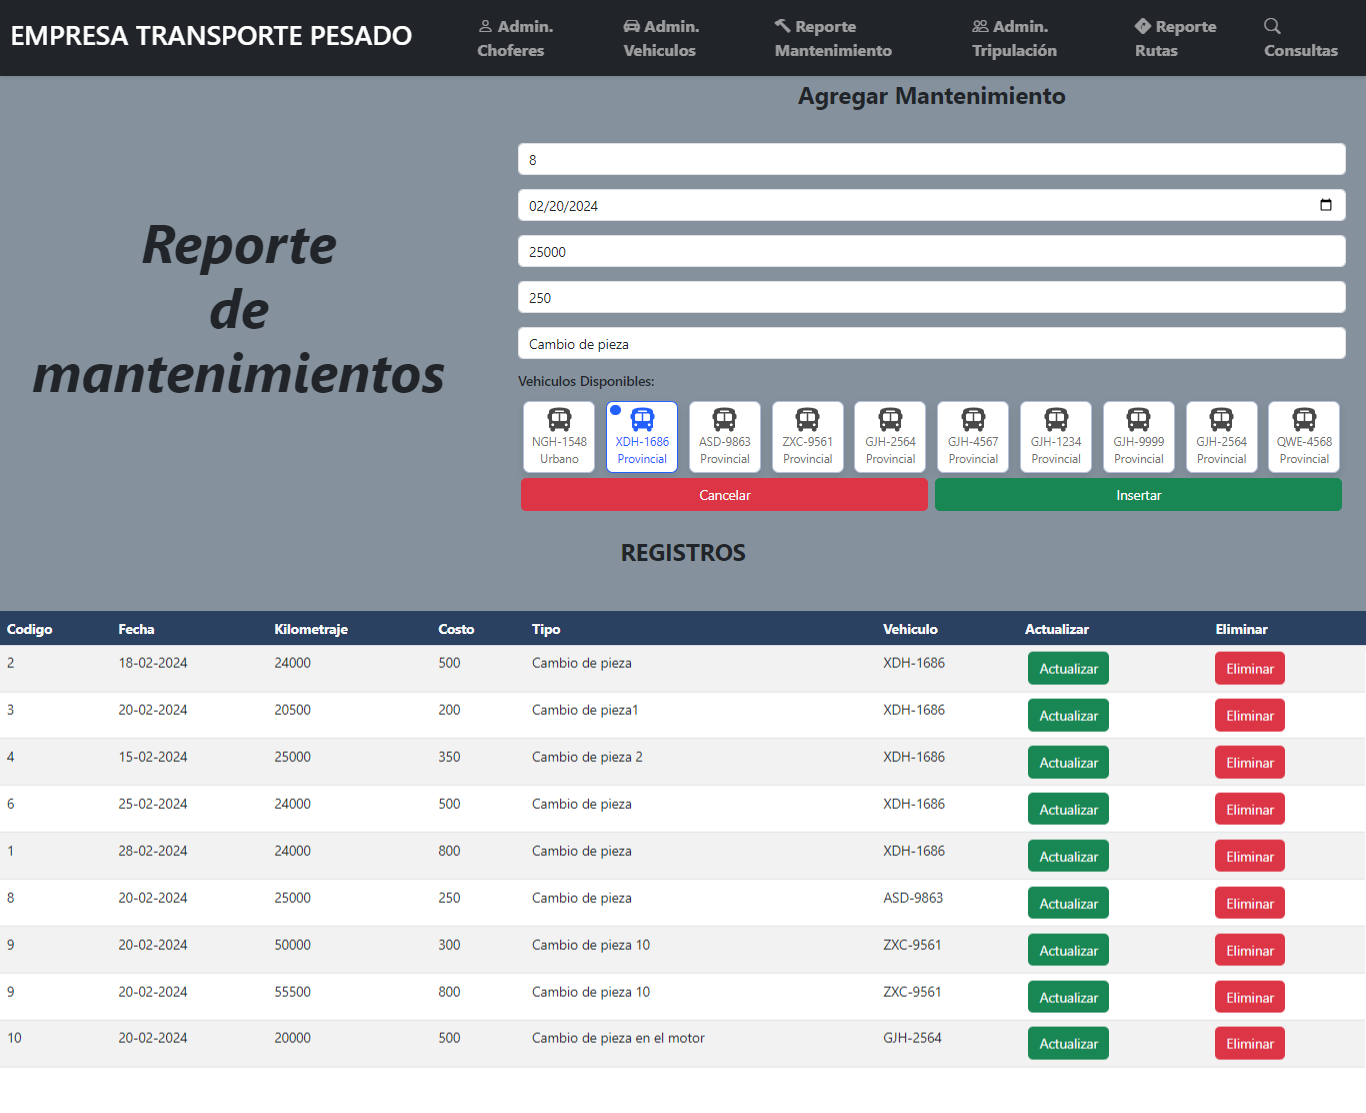 EMPRESA TRANSPORTE PESADO
Admin. Choferes
Admin. Vehiculos
Reporte Mantenimiento
Admin. Tripulación
Reporte Rutas
Consultas
Agregar Mantenimiento
Reporte
de
mantenimientos
8
02/20/2024
25000
250
Cambio de pieza
Vehiculos Disponibles:
NGH-1548 XDH-1686 ASD-9863 ZXC-9561 GJH-2564 GJH-4567 GJH-1234 GJH-9999 GJH-2564 QWE-4568
Urbano Provincial Provincial Provincial Provincial Provincial Provincial Provincial Provincial Provincial
Cancelar Insertar
REGISTROS
Codigo Fecha Kilometraje Costo Tipo Vehiculo Actualizar Eliminar
2 18-02-2024 24000 500 Cambio de pieza XDH-1686 Actualizar Eliminar
3 20-02-2024 20500 200 Cambio de pieza1 XDH-1686 Actualizar Eliminar
4 15-02-2024 25000 350 Cambio de pieza 2 XDH-1686 Actualizar Eliminar
6 25-02-2024 24000 500 Cambio de pieza XDH-1686 Actualizar Eliminar
1 28-02-2024 24000 800 Cambio de pieza XDH-1686 Actualizar Eliminar
8 20-02-2024 25000 250 Cambio de pieza ASD-9863 Actualizar Eliminar
9 20-02-2024 50000 300 Cambio de pieza 10 ZXC-9561 Actualizar Eliminar
9 20-02-2024 55500 800 Cambio de pieza 10 ZXC-9561 Actualizar Eliminar
10 20-02-2024 20000 500 Cambio de pieza en el motor GJH-2564 Actualizar Eliminar